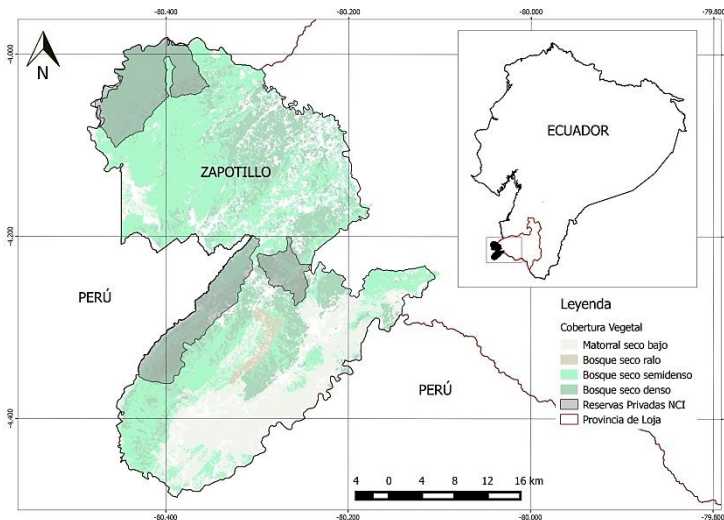 -80.400
-80.200
-80.000
-79.800
-4.000
-4.200
-4.400
N
ZAPOTILLO
ECUADOR
PERÚ
PERÚ
Leyenda
Cobertura Vegetal
Matorral seco bajo
Bosque seco ralo
Bosque seco semidenso
Bosque seco denso
Reservas Privadas NCI
Provincia de Loja
4 0 4 8 12 16 km
-80.400
-80.200
-80.000
-79.800